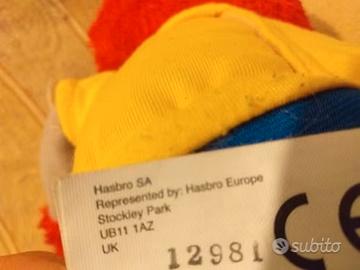 Hasbro SA
Represented by: Hasbro Europe
Stockley Park
UB11 1AZ
UK
12981
CE
subito